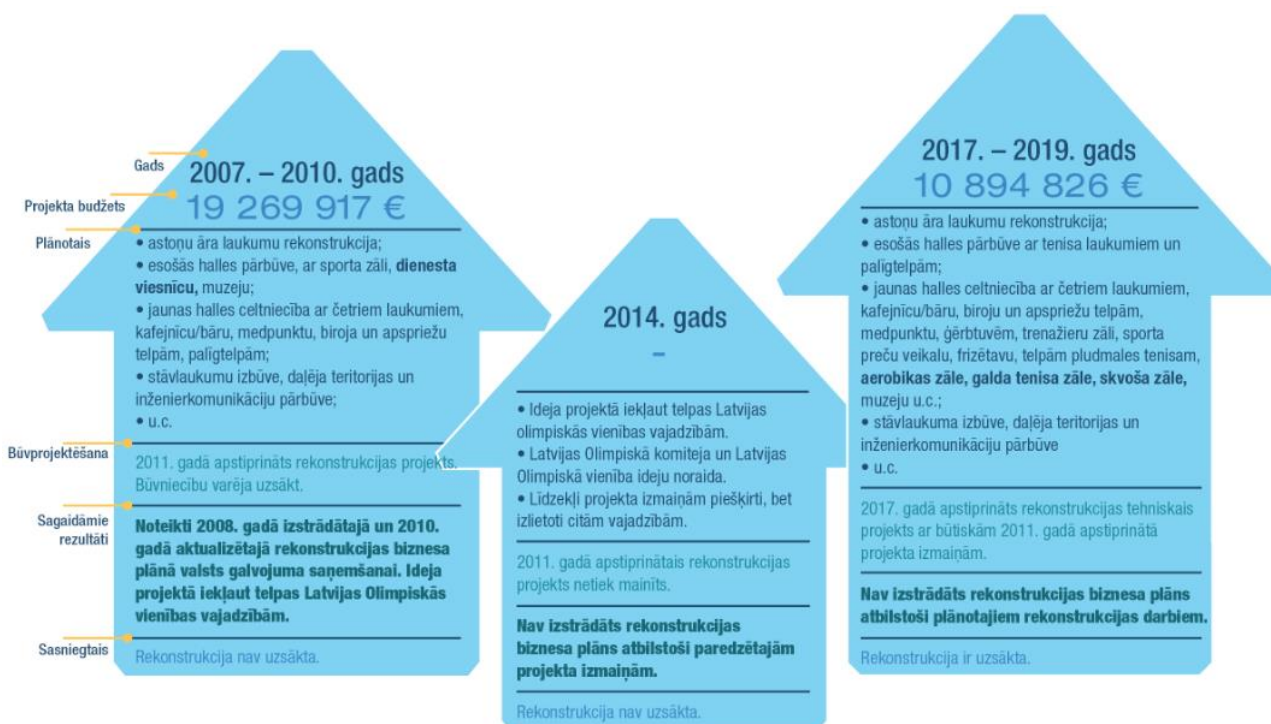 Gads
Projekta budžets
Plānotais
Būvprojektēšana
Sagaidāmie
rezultāti
Sasniegtais
2007. – 2010. gads
19 269 917 €
• astoņu āra laukumu rekonstrukcija;
• esošās halles pārbūve, ar sporta zāli, dienesta
viesnīcu, muzeju;
• jaunas halles celtniecība ar četriem laukumiem,
kafejnīcu/bāru, medpunktu, biroja un apspriežu
telpām, palīgtelpām;
• stāvlaukumu izbūve, daļēja teritorijas un
inženierkomunikāciju pārbūve;
• u.c.
2011. gadā apstiprināts rekonstrukcijas projekts.
Būvniecību varēja uzsākt.
Noteikti 2008. gadā izstrādātajā un 2010.
gadā aktualizētajā rekonstrukcijas biznesa
plānā valsts galvojuma saņemšanai. Ideja
projektā iekļaut telpas Latvijas Olimpiskās
vienības vajadzībām.
Rekonstrukcija nav uzsākta.
2014. gads
-
• Ideja projektā iekļaut telpas Latvijas
olimpiskās vienības vajadzībām.
• Latvijas Olimpiskā komiteja un Latvijas
Olimpiskā vienība ideju noraida.
• Līdzekļi projekta izmaiņām piešķirti, bet
izlietoti citām vajadzībām.
2011. gadā apstiprinātais rekonstrukcijas
projekts netiek mainīts.
Nav izstrādāts rekonstrukcijas
biznesa plāns atbilstoši paredzētajām
projekta izmaiņām.
Rekonstrukcija nav uzsākta.
2017. – 2019. gads
10 894 826 €
• astoņu āra laukumu rekonstrukcija;
• esošās halles pārbūve ar tenisa laukumiem un
palīgtelpām;
• jaunas halles celtniecība ar četriem laukumiem,
kafejnīcu/bāru, biroju un apspriežu telpām,
medpunktu, ģērbtuvēm, trenažieru zāli, sporta
preču veikalu, frizētavu, telpām pludmales tenisam,
aerobikas zāle, galda tenisa zāle, skvoša zāle,
muzeju u.c.;
• stāvlaukuma izbūve, daļēja teritorijas un
inženierkomunikāciju pārbūve
• u.c.
2017. gadā apstiprināts rekonstrukcijas tehniskais
projekts ar būtiskām 2011. gadā apstiprinātā
projekta izmaiņām.
Nav izstrādāts rekonstrukcijas biznesa plāns
atbilstoši plānotajiem rekonstrukcijas darbiem.
Rekonstrukcija ir uzsākta.